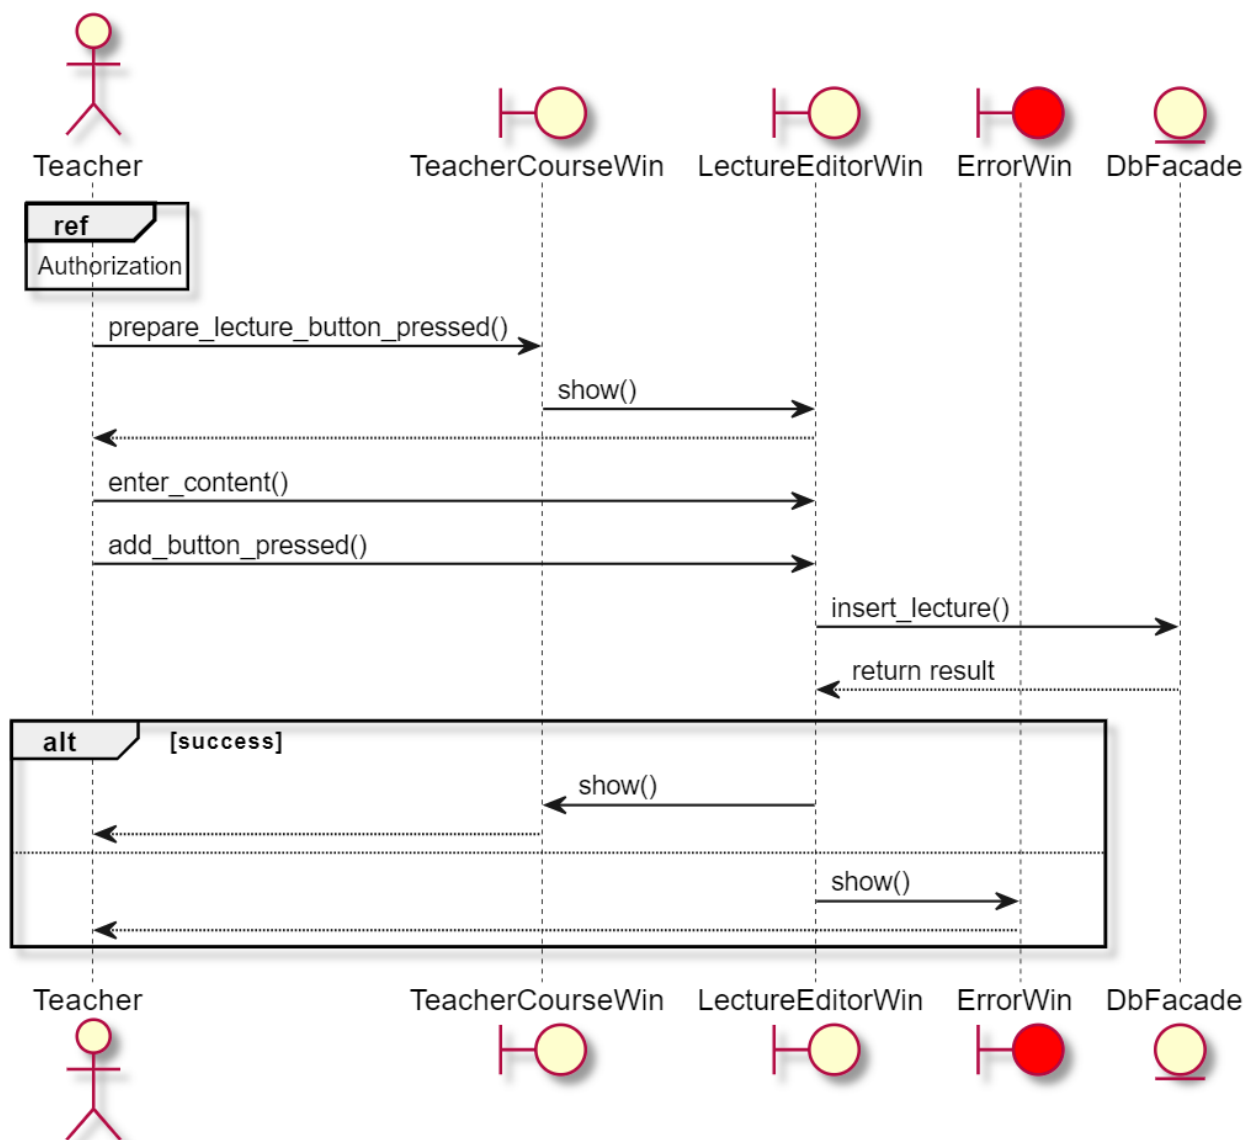 Teacher
TeacherCourseWin
LectureEditorWin
ErrorWin
DbFacade
ref
Authorization
prepare_lecture_button_pressed()
show()
enter_content()
add_button_pressed()
insert_lecture()
return result
alt [success]
show()
show()
Teacher
TeacherCourseWin
LectureEditorWin
ErrorWin
DbFacade